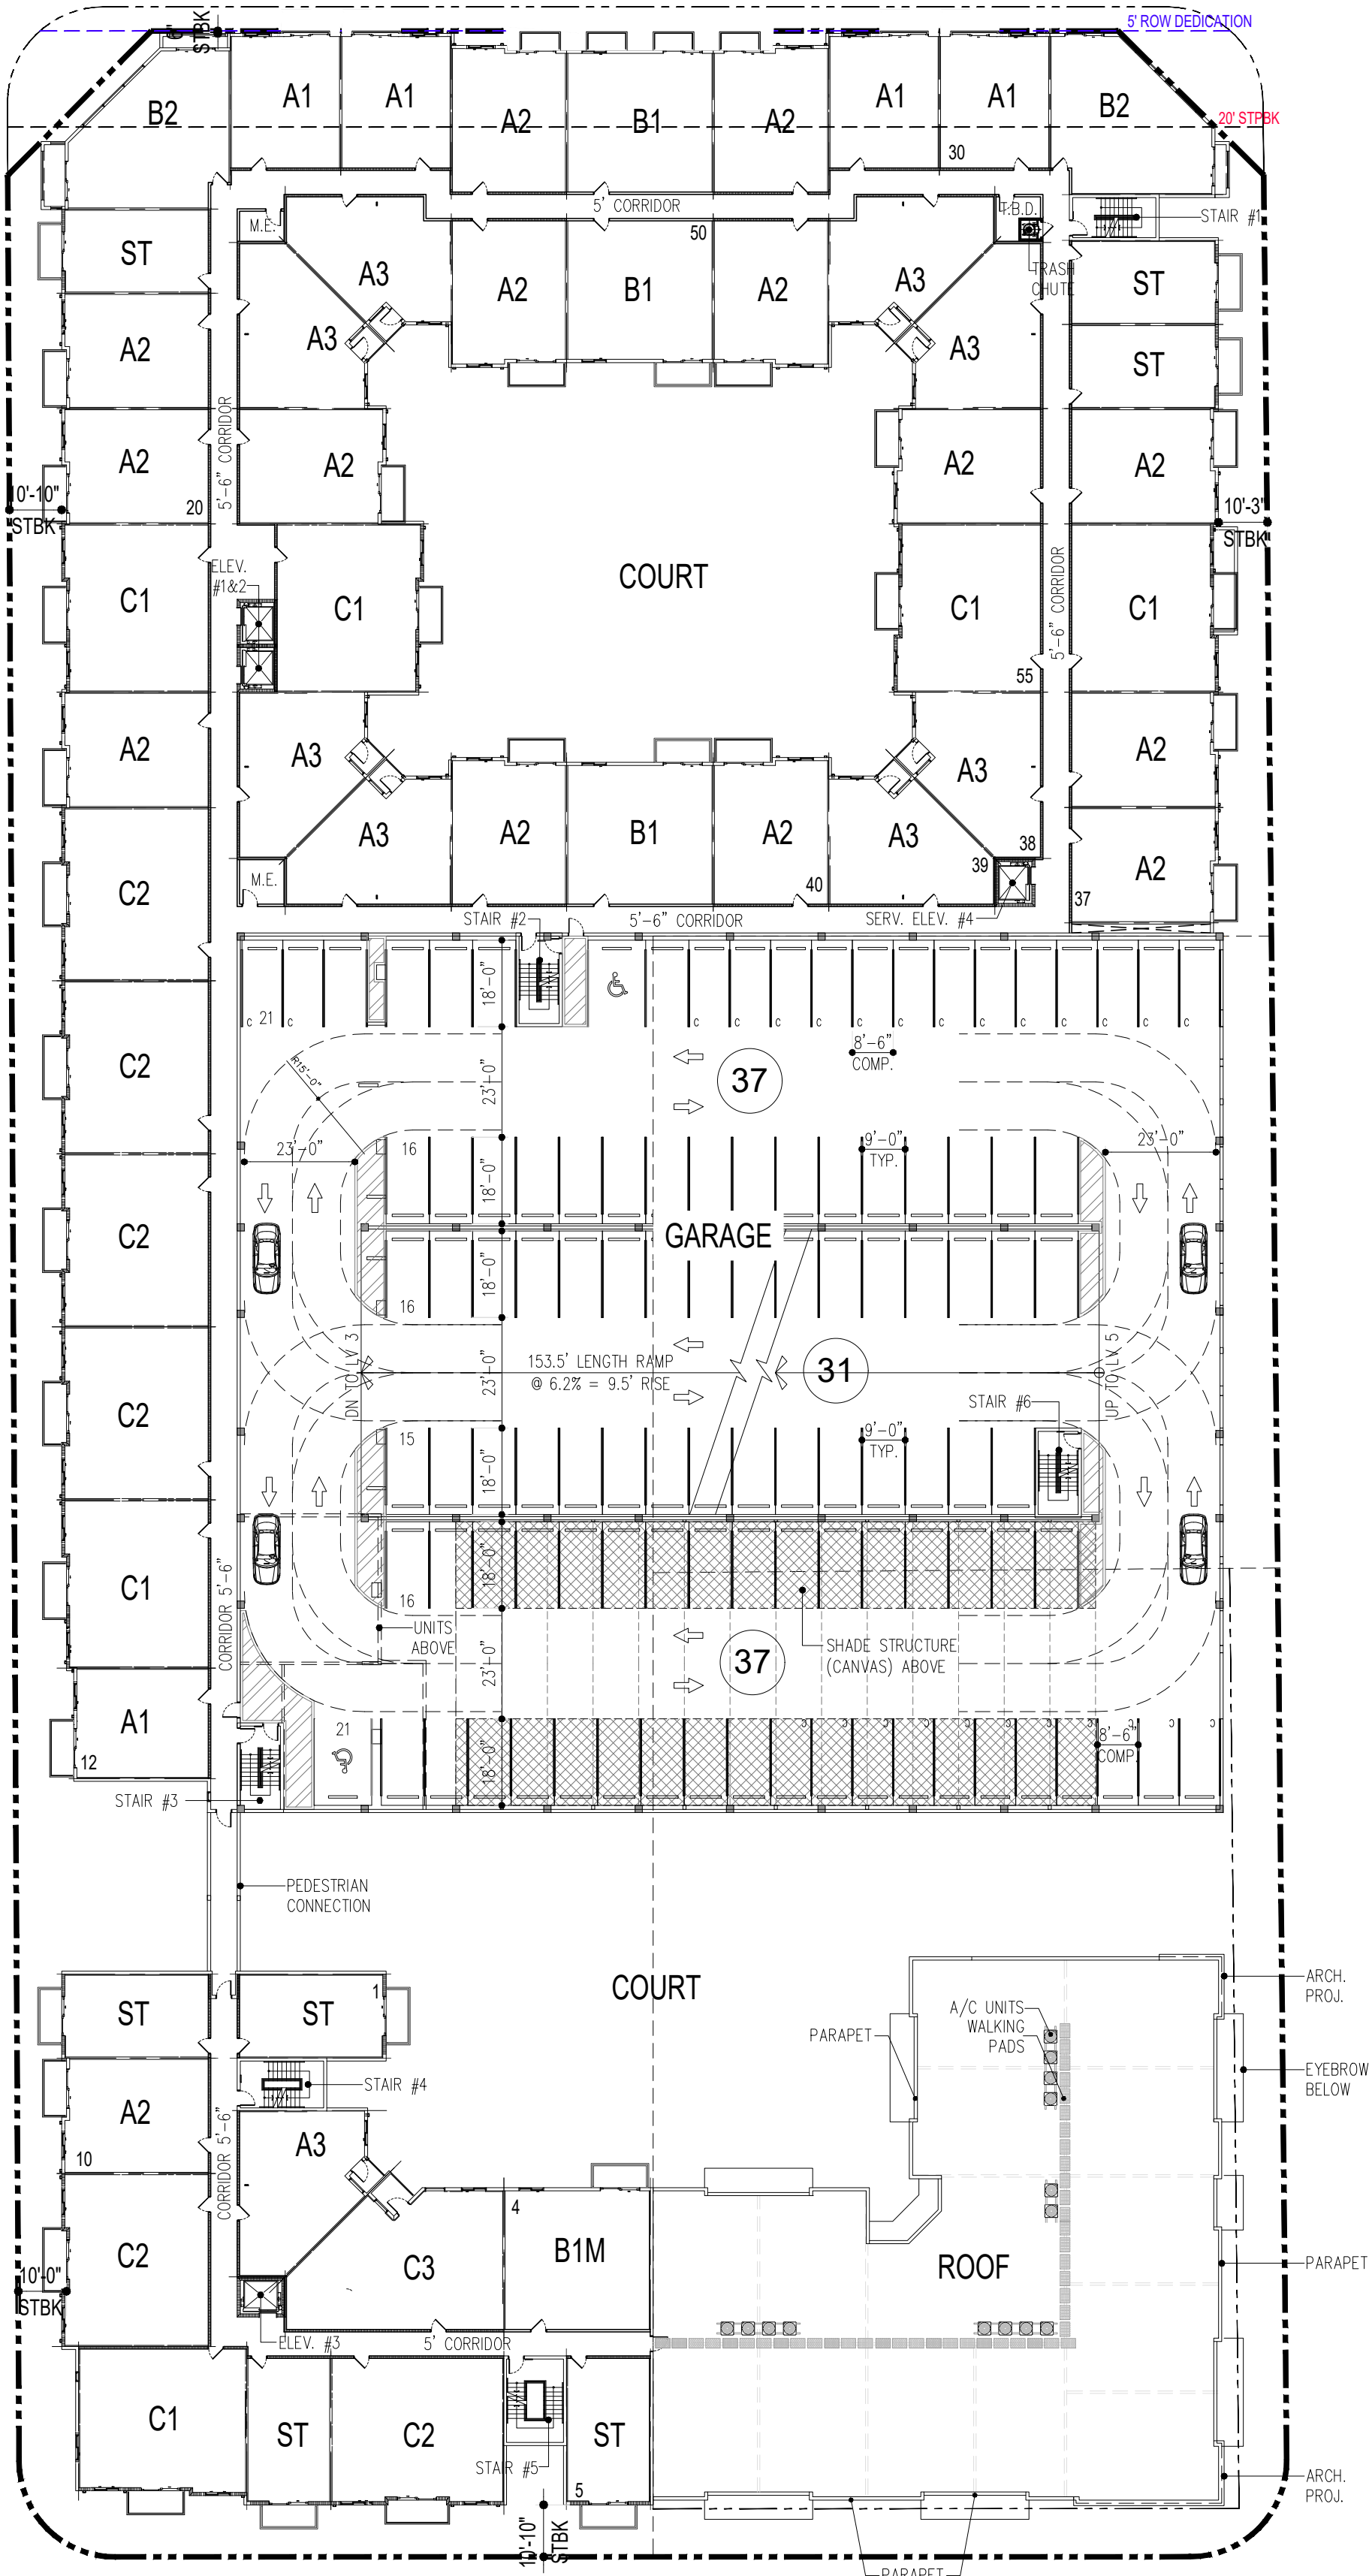 5' ROW DEDICATION
STBK
B2
A1
A1
A2
B1
A2
A1
A1
30
B2
20' STPBK
5' CORRIDOR
M.E.
T.B.D.
STAIR #1
TRASH
CHUTE
50
ST
A3
A3
A2
B1
A2
A3
A3
ST
A2
ST
A2
20
5'-6" CORRIDOR
A2
A2
A2
10'-10"
STBK
10'-3"
STBK
ELEV.
#1&2
COURT
C1
C1
C1
55
C1
5'-6" CORRIDOR
A2
A3
A3
A2
B1
A2
40
A3
39
A3
38
A2
A2
37
C2
M.E.
STAIR #2
5'-6" CORRIDOR
SERV. ELEV. #4
18'-0"
C 21 C
C C C C C C C C C C C C C
8'-6"
COMP.
C2
R15'-0"
23'-0"
37
23'-0"
16
18'-0"
9'-0"
TYP.
23'-0"
C2
GARAGE
18'-0"
16
DN TO LV 3
23'-0"
153.5' LENGTH RAMP
@ 6.2% = 9.5' RISE
31
UP TO LV 5
C2
STAIR #6
15
18'-0"
9'-0"
TYP.
C1
CORRIDOR 5'-6"
18'-0"
16
UNITS
ABOVE
23'-0"
37
SHADE STRUCTURE
(CANVAS) ABOVE
A1
12
21
18'-0"
C C C C C C C C C C C
8'-6"
COMP.
STAIR #3
PEDESTRIAN
CONNECTION
COURT
ST
ST
1
A/C UNITS
WALKING
PADS
PARAPET
ARCH.
PROJ.
EYEBROW
BELOW
STAIR #4
A2
10
CORRIDOR 5'-6"
A3
C2
C3
4
B1M
ROOF
PARAPET
10'-0"
STBK
ELEV. #3
5' CORRIDOR
C1
ST
C2
ST
5
STAIR #5
10'-10"
STBK
ARCH.
PROJ.
PARAPET